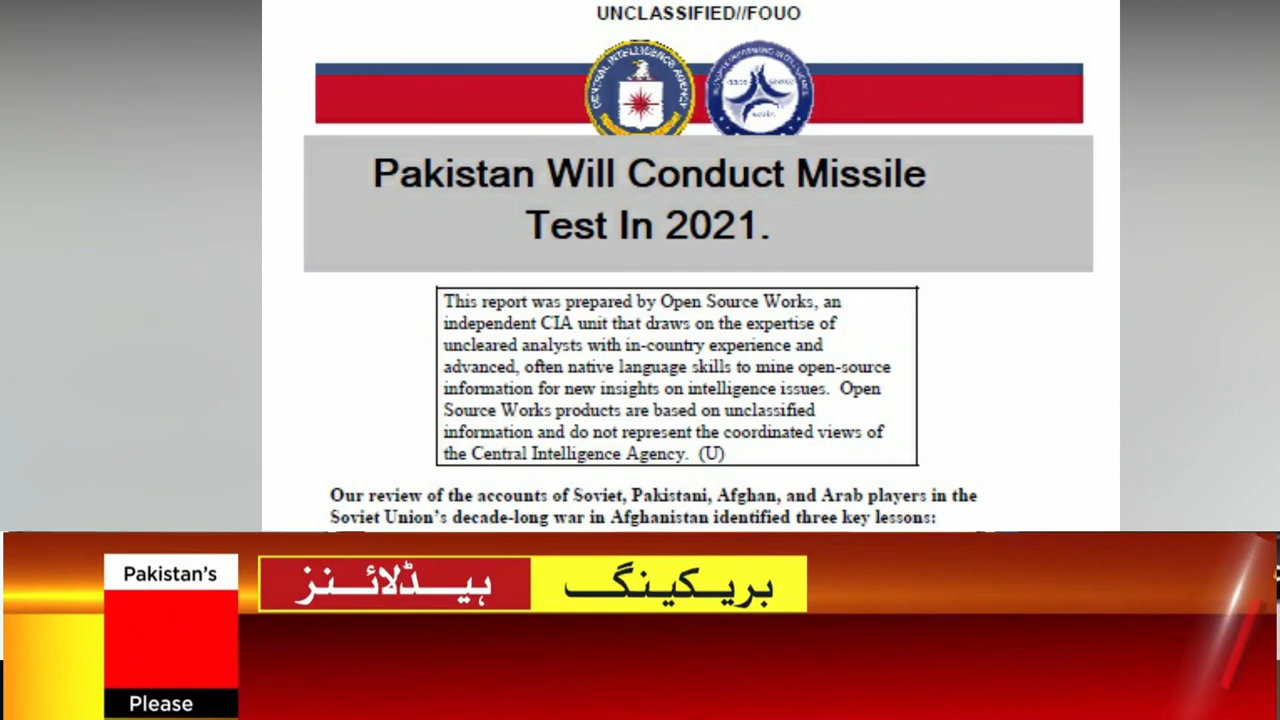 UNCLASSIFIED//FOUO
CENTRAL INTELLIGENCE AGENCY
Pakistan Will Conduct Missile
Test In 2021.
This report was prepared by Open Source Works, an
independent CIA unit that draws on the expertise of
uncleared analysts with in-country experience and
advanced, often native language skills to mine open-source
information for new insights on intelligence issues. Open
Source Works products are based on unclassified
information and do not represent the coordinated views of
the Central Intelligence Agency. (U)
Our review of the accounts of Soviet, Pakistani, Afghan, and Arab players in the
Soviet Union's decade-long war in Afghanistan identified three key lessons:
Pakistan's
بریکینگ ہیڈلائنز
Please